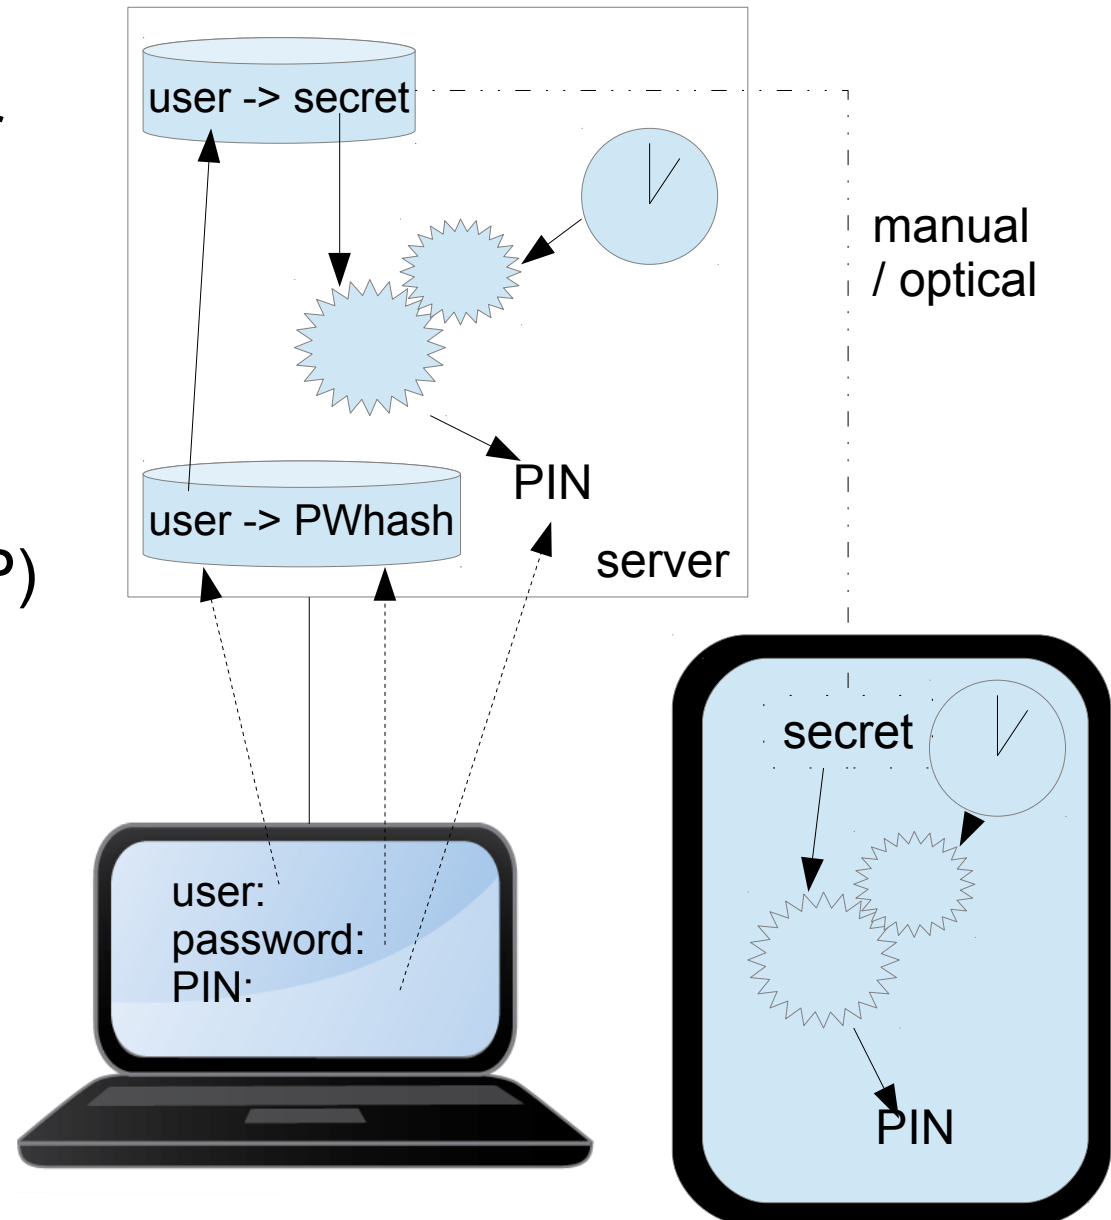 user -> secret
manual
/ optical
PIN
user -> PWhash
server
P)
secret
user:
password:
PIN:
PIN